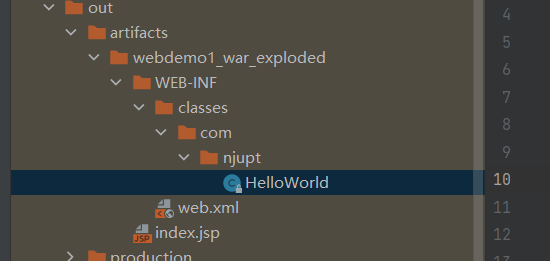 out
artifacts
webdemo1_war_exploded
WEB-INF
classes
com
njupt
HelloWorld
web.xml
index.jsp
production
4
5
6
7
8
9
10
11
12